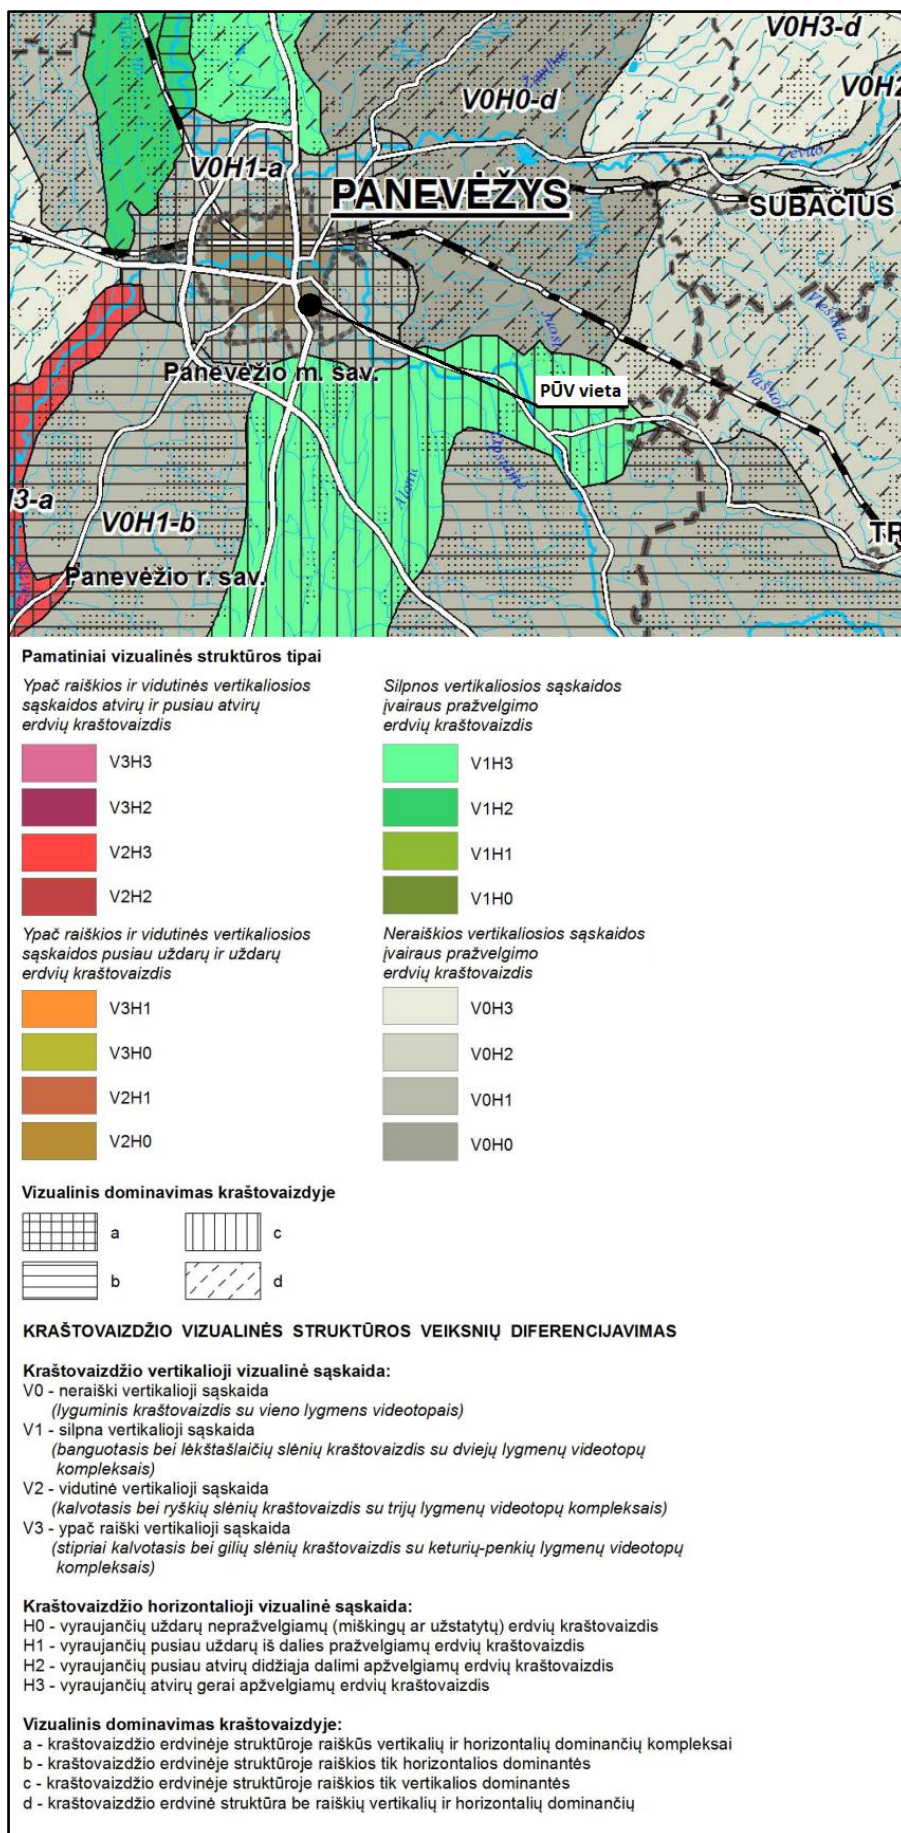 V0H3-d
V0H0-d
V0H2
V0H1-a
PANEVĖŽYS
SUBAČIUS
Panevėžio m. sav.
PŪV vieta
V0H1-b
Panevėžio r. sav.
TR
Pamatiniai vizualinės struktūros tipai
Ypač raiškios ir vidutinės vertikaliosios
sąskaidos atvirų ir pusiau atvirų
erdvių kraštovaizdis
V3H3
V3H2
V2H3
V2H2
Silpnos vertikaliosios sąskaidos
įvairaus pražvelgimo
erdvių kraštovaizdis
V1H3
V1H2
V1H1
V1H0
Ypač raiškios ir vidutinės vertikaliosios
sąskaidos pusiau uždarų ir uždarų
erdvių kraštovaizdis
V3H1
V3H0
V2H1
V2H0
Neraiškios vertikaliosios sąskaidos
įvairaus pražvelgimo
erdvių kraštovaizdis
V0H3
V0H2
V0H1
V0H0
Vizualinis dominavimas kraštovaizdyje
a
c
b
d
KRAŠTOVAIZDŽIO VIZUALINĖS STRUKTŪROS VEIKSNIŲ DIFERENCIJAVIMAS
Kraštovaizdžio vertikalioji vizualinė sąskaida:
V0 - neraiški vertikalioji sąskaida
(lyguminis kraštovaizdis su vieno lygmens videotopais)
V1 - silpna vertikalioji sąskaida
(banguotasis bei lėkštašlaičių slėnių kraštovaizdis su dviejų lygmenų videotopų
kompleksais)
V2 - vidutinė vertikalioji sąskaida
(kalvotasis bei ryškių slėnių kraštovaizdis su trijų lygmenų videotopų kompleksais)
V3 - ypač raiški vertikalioji sąskaida
(stipriai kalvotasis bei gilių slėnių kraštovaizdis su keturių-penkių lygmenų videotopų
kompleksais)
Kraštovaizdžio horizontalioji vizualinė sąskaida:
H0 - vyraujančių uždarų nepražvelgiamų (miškingų ar užstatytų) erdvių kraštovaizdis
H1 - vyraujančių pusiau uždarų iš dalies pražvelgiamų erdvių kraštovaizdis
H2 - vyraujančių pusiau atvirų didžiąja dalimi apžvelgiamų erdvių kraštovaizdis
H3 - vyraujančių atvirų gerai apžvelgiamų erdvių kraštovaizdis
Vizualinis dominavimas kraštovaizdyje:
a - kraštovaizdžio erdvinėje struktūroje raiškūs vertikalių ir horizontalių dominančių kompleksai
b - kraštovaizdžio erdvinėje struktūroje raiškios tik horizontalios dominantės
c - kraštovaizdžio erdvinėje struktūroje raiškios tik vertikalios dominantės
d - kraštovaizdžio erdvinė struktūra be raiškių vertikalių ir horizontalių dominančių